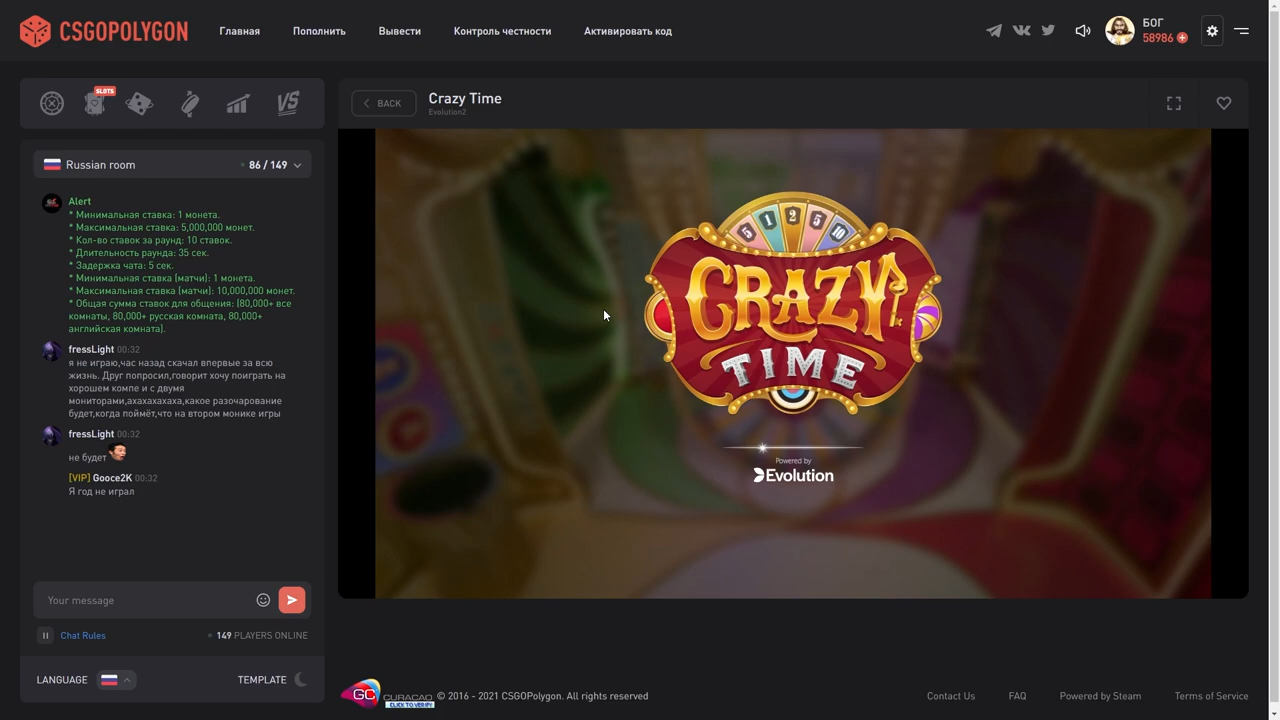 CSGOPOLYGON
Главная
Пополнить
Вывести
Контроль честности
Активировать код
БОГ
58986
SLOTS
VS
BACK
Crazy Time
Evolution2
Russian room
86 / 149
Alert
* Минимальная ставка: 1 монета.
* Максимальная ставка: 5,000,000 монет.
* Кол-во ставок за раунд: 10 ставок.
* Длительность раунда: 35 сек.
* Задержка чата: 5 сек.
* Минимальная ставка (матчи): 1 монета.
* Максимальная ставка (матчи): 10,000,000 монет.
* Общая сумма ставок для общения: (80,000+ все
комнаты, 80,000+ русская комната, 80,000+
английская комната).
fressLight 00:32
я не играю,час назад скачал впервые за всю
жизнь. Друг попросил,говорит хочу поиграть на
хорошем компе и с двумя
мониторами,ахахахахаха,какое разочарование
будет,когда поймёт,что на втором монике игры
fressLight 00:32
не будет
[VIP] Gooce2K 00:32
Я год не играл
5 1 2 5 10
CRAZY
TIME
Powered by
Evolution
Your message
Chat Rules
149 PLAYERS ONLINE
LANGUAGE
TEMPLATE
GC
CURACAO
CLICK TO VERIFY
© 2016 - 2021 CSGOPolygon. All rights reserved
Contact Us
FAQ
Powered by Steam
Terms of Service